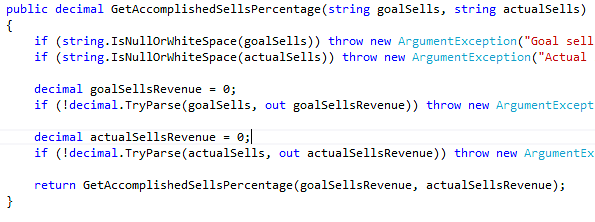 public decimal GetAccomplishedSellsPercentage(string goalSells, string actualSells)
{
if (string.IsNullOrWhiteSpace(goalSells)) throw new ArgumentException("Goal sell
if (string.IsNullOrWhiteSpace(actualSells)) throw new ArgumentException("Actual
decimal goalSellsRevenue = 0;
if (!decimal.TryParse(goalSells, out goalSellsRevenue)) throw new ArgumentExcept
decimal actualSellsRevenue = 0;
if (!decimal.TryParse(actualSells, out actualSellsRevenue)) throw new ArgumentEx
return GetAccomplishedSellsPercentage(goalSellsRevenue, actualSellsRevenue);
}